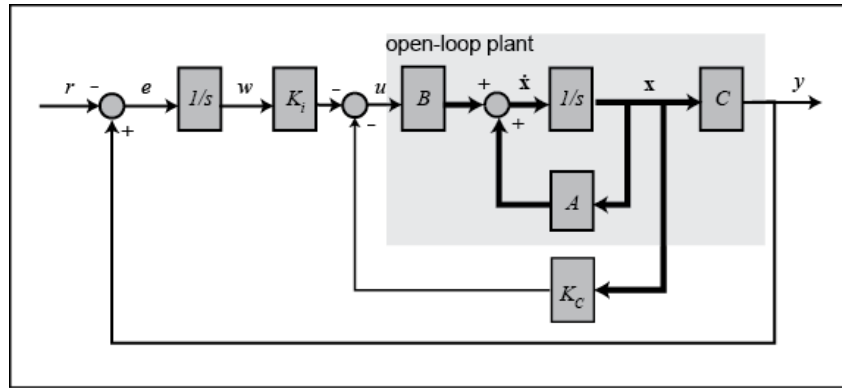 open-loop plant
r
−
e
1/s
w
K_i
−
u
B
+
ẋ
1/s
x
C
y
+
−
+
A
K_C